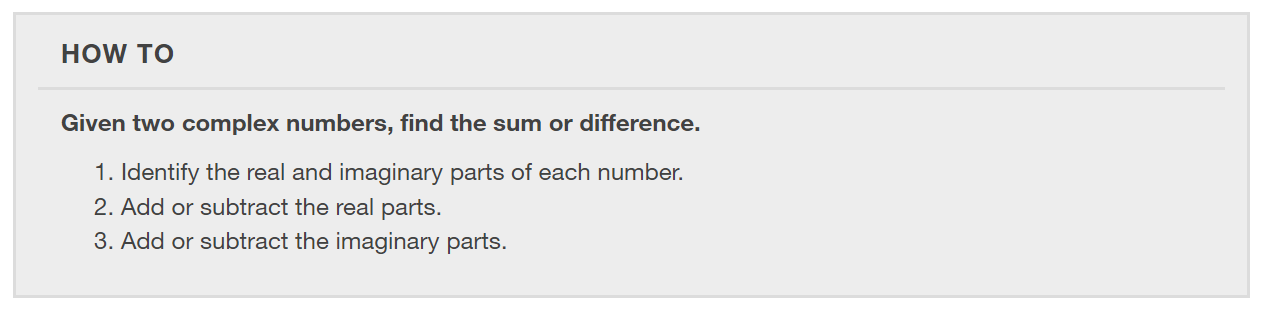 HOW TO
Given two complex numbers, find the sum or difference.
1. Identify the real and imaginary parts of each number.
2. Add or subtract the real parts.
3. Add or subtract the imaginary parts.